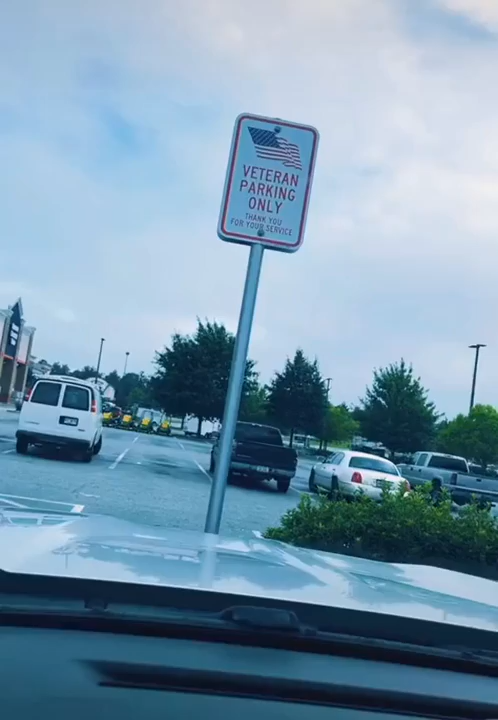 VETERAN
PARKING
ONLY
THANK YOU
FOR YOUR SERVICE